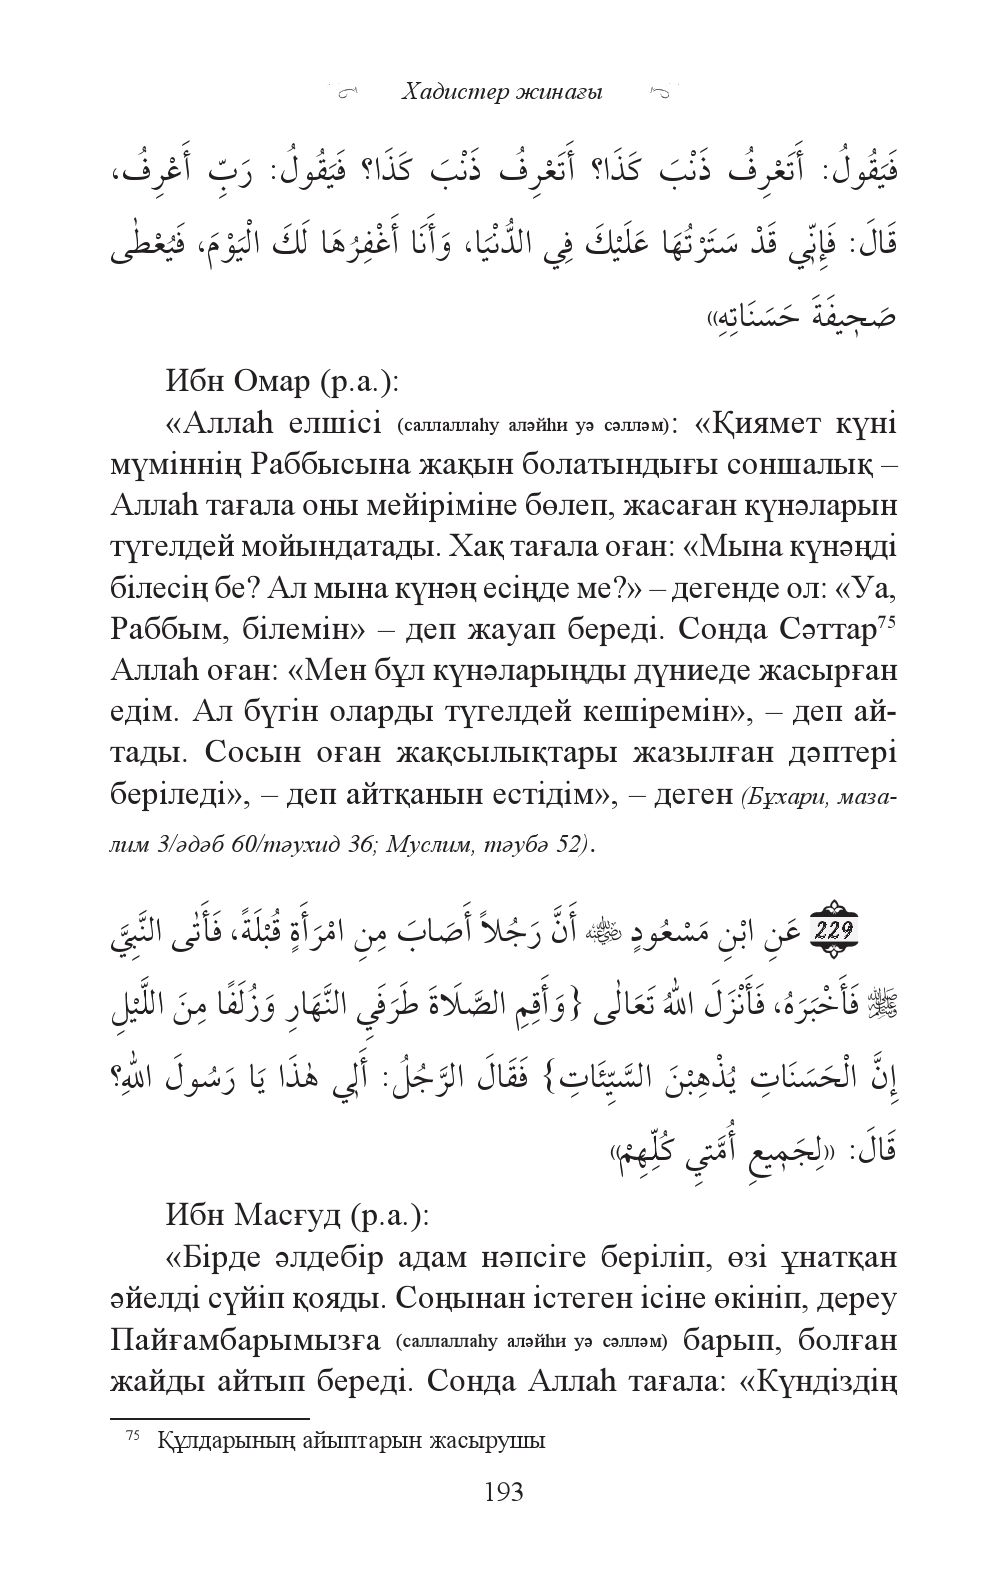 Хадистер жинағы
فَيَقُولُ: أَتَعْرِفُ ذَنْبَ كَذَا؟ أَتَعْرِفُ ذَنْبَ كَذَا؟ فَيَقُولُ: رَبِّ أَعْرِفُ،
قَالَ: فَإِنِّي قَدْ سَتَرْتُهَا عَلَيْكَ فِي الدُّنْيَا، وَأَنَا أَغْفِرُهَا لَكَ الْيَوْمَ، فَيُعْطٰى
صَحِيفَةَ حَسَنَاتِهِ»
Ибн Омар (р.а.):
«Аллаһ елшісі (саллаллаһу аләйһи уә сәлләм): «Қиямет күні
мүміннің Раббысына жақын болатындығы соншалық –
Аллаһ тағала оны мейіріміне бөлеп, жасаған күнәларын
түгелдей мойындатады. Хақ тағала оған: «Мына күнәңді
білесің бе? Ал мына күнәң есіңде ме?» – дегенде ол: «Уа,
Раббым, білемін» – деп жауап береді. Сонда Сәттар⁷⁵
Аллаһ оған: «Мен бұл күнәларыңды дүниеде жасырған
едім. Ал бүгін оларды түгелдей кешіремін», – деп ай-
тады. Сосын оған жақсылықтары жазылған дәптері
беріледі», – деп айтқанын естідім», – деген (Бұхари, маза-
лим 3/әдәб 60/тәухид 36; Муслим, тәубә 52).
229 عَنِ ابْنِ مَسْعُودٍ رضي الله عنه أَنَّ رَجُلاً أَصَابَ مِنِ امْرَأَةٍ قُبْلَةً، فَأَتٰى النَّبِيَّ
ﷺ فَأَخْبَرَهُ، فَأَنْزَلَ اللهُ تَعَالٰى {وَأَقِمِ الصَّلَاةَ طَرَفَيِ النَّهَارِ وَزُلَفًا مِنَ اللَّيْلِ
إِنَّ الْحَسَنَاتِ يُذْهِبْنَ السَّيِّئَاتِ} فَقَالَ الرَّجُلُ: أَلِي هٰذَا يَا رَسُولَ اللهِ؟
قَالَ: «لِجَمِيعِ أُمَّتِي كُلِّهِمْ»
Ибн Масғуд (р.а.):
«Бірде әлдебір адам нәпсіге беріліп, өзі ұнатқан
әйелді сүйіп қояды. Соңынан істеген ісіне өкініп, дереу
Пайғамбарымызға (саллаллаһу аләйһи уә сәлләм) барып, болған
жайды айтып береді. Сонда Аллаһ тағала: «Күндіздің
⁷⁵ Құлдарының айыптарын жасырушы
193